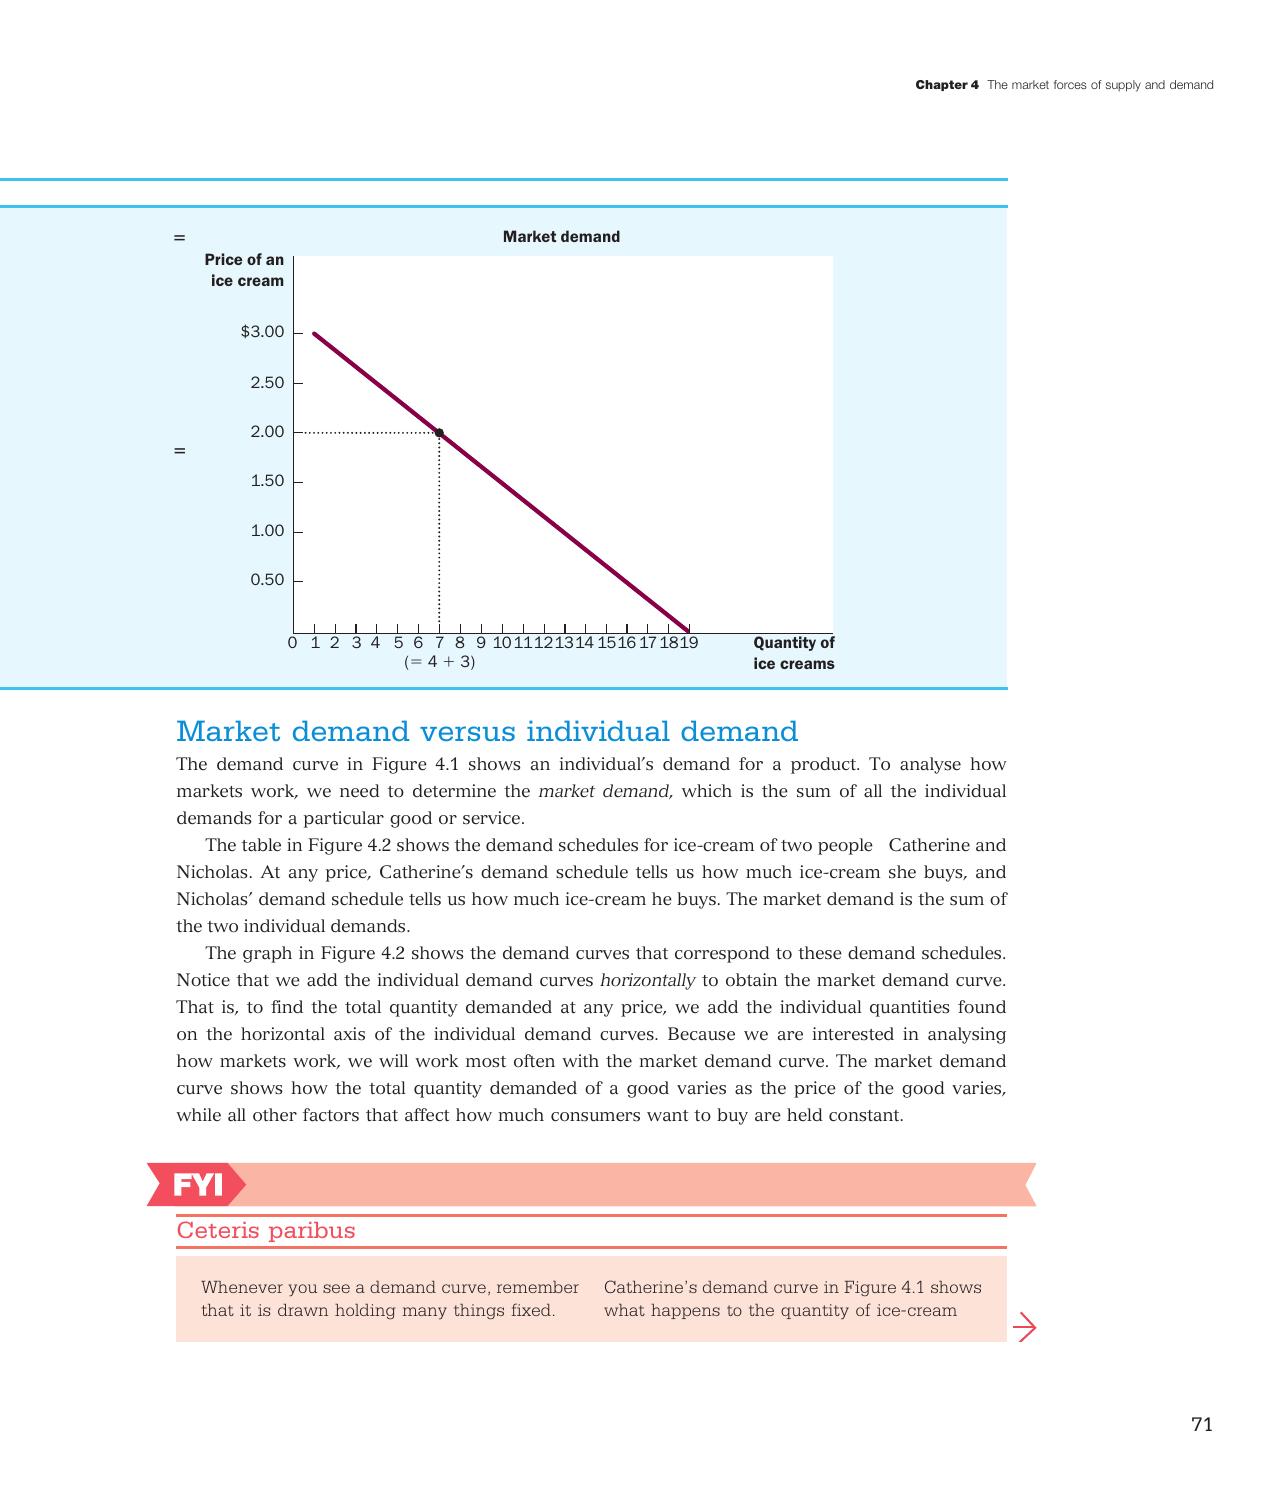 Chapter 4 The market forces of supply and demand
=
Market demand
Price of an
ice cream
$3.00
2.50
2.00
=
1.50
1.00
0.50
0 1 2 3 4 5 6 7 8 9 10 11 12 13 14 15 16 17 18 19
Quantity of
(= 4 + 3)
ice creams
Market demand versus individual demand
The demand curve in Figure 4.1 shows an individual's demand for a product. To analyse how
markets work, we need to determine the market demand, which is the sum of all the individual
demands for a particular good or service.
The table in Figure 4.2 shows the demand schedules for ice-cream of two people Catherine and
Nicholas. At any price, Catherine's demand schedule tells us how much ice-cream she buys, and
Nicholas' demand schedule tells us how much ice-cream he buys. The market demand is the sum of
the two individual demands.
The graph in Figure 4.2 shows the demand curves that correspond to these demand schedules.
Notice that we add the individual demand curves horizontally to obtain the market demand curve.
That is, to find the total quantity demanded at any price, we add the individual quantities found
on the horizontal axis of the individual demand curves. Because we are interested in analysing
how markets work, we will work most often with the market demand curve. The market demand
curve shows how the total quantity demanded of a good varies as the price of the good varies,
while all other factors that affect how much consumers want to buy are held constant.
FYI
Ceteris paribus
Whenever you see a demand curve, remember
that it is drawn holding many things fixed.
Catherine's demand curve in Figure 4.1 shows
what happens to the quantity of ice-cream
71